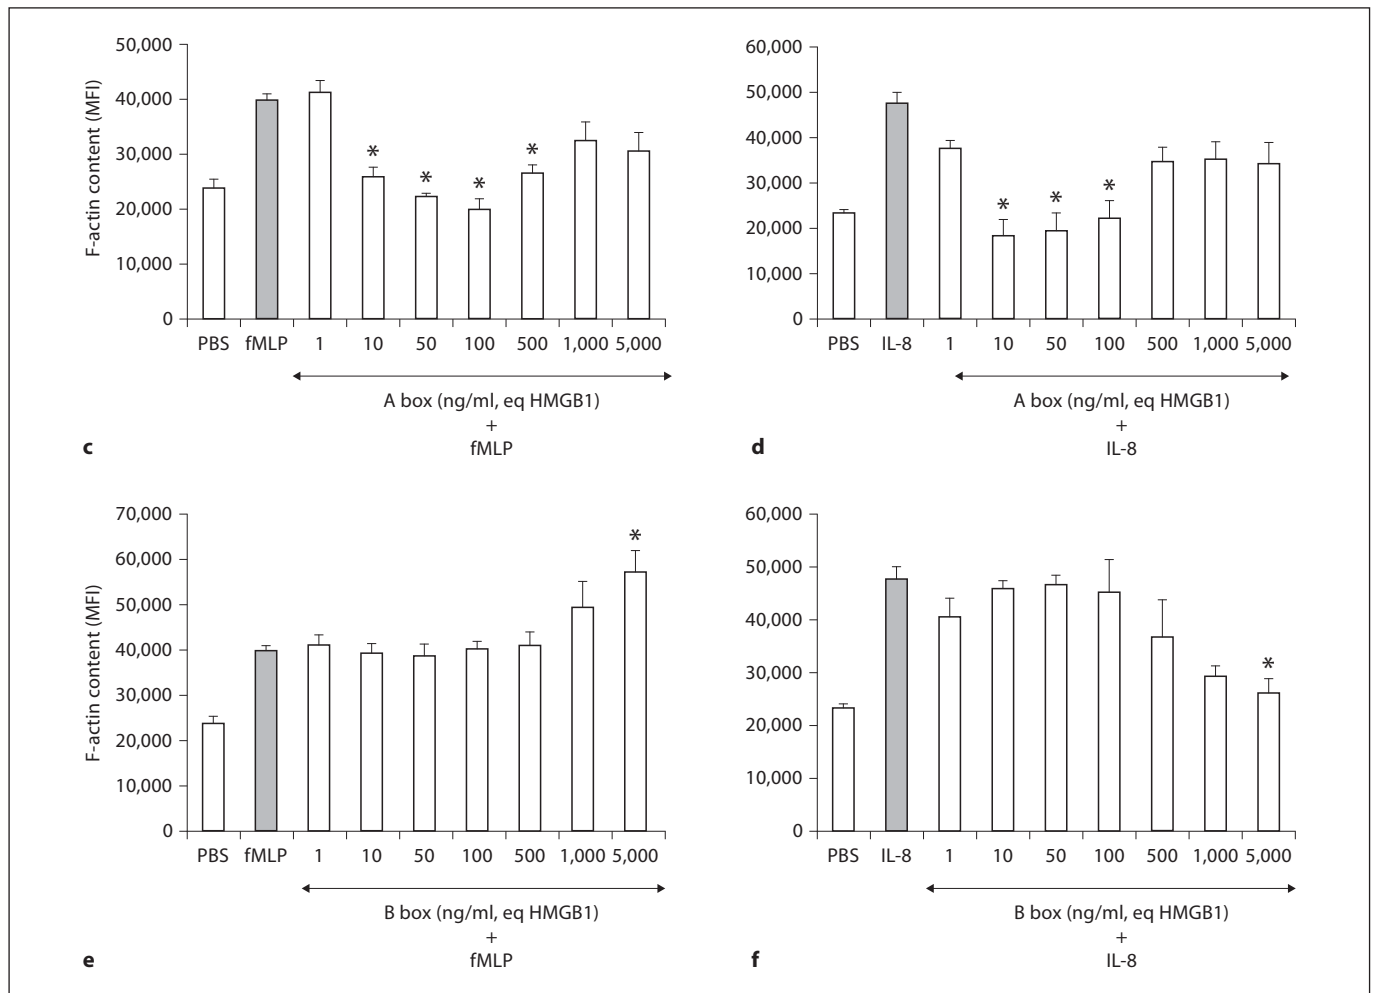 50,000
40,000
30,000
20,000
10,000
0
F-actin content (MFI)
* * * *
PBS fMLP 1 10 50 100 500 1,000 5,000
A box (ng/ml, eq HMGB1)
+
fMLP
c
60,000
50,000
40,000
30,000
20,000
10,000
0
* * *
PBS IL-8 1 10 50 100 500 1,000 5,000
A box (ng/ml, eq HMGB1)
+
IL-8
d
70,000
60,000
50,000
40,000
30,000
20,000
10,000
0
F-actin content (MFI)
*
PBS fMLP 1 10 50 100 500 1,000 5,000
B box (ng/ml, eq HMGB1)
+
fMLP
e
60,000
50,000
40,000
30,000
20,000
10,000
0
*
PBS IL-8 1 10 50 100 500 1,000 5,000
B box (ng/ml, eq HMGB1)
+
IL-8
f